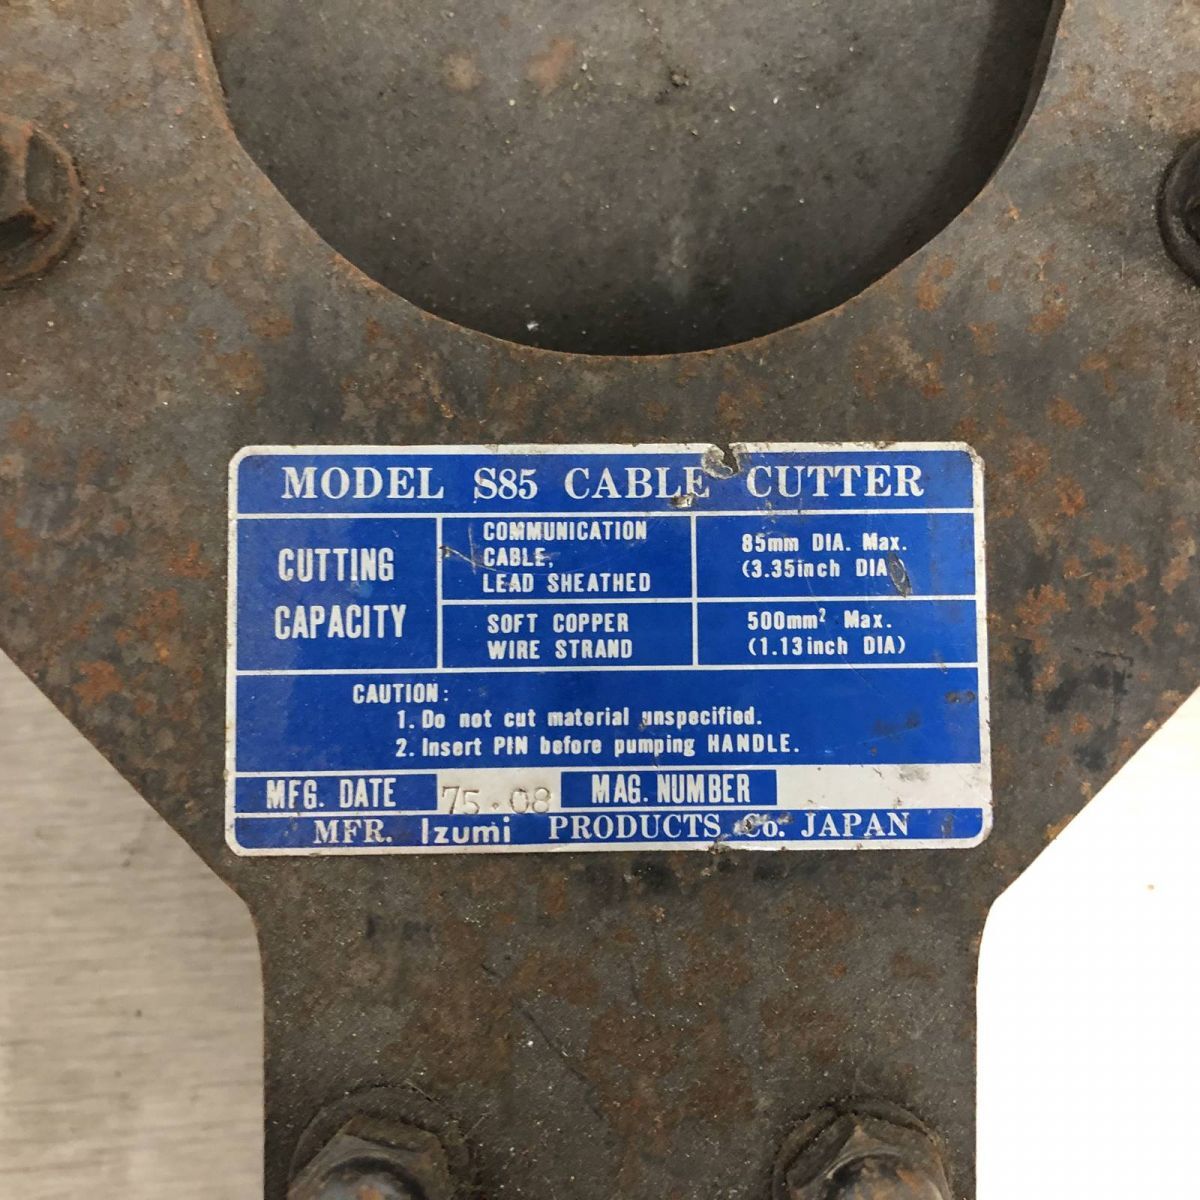 MODEL S85 CABLE CUTTER
CUTTING
CAPACITY
COMMUNICATION
CABLE,
LEAD SHEATHED
85mm DIA. Max.
(3.35inch DIA
SOFT COPPER
WIRE STRAND
500mm² Max.
(1.13inch DIA)
CAUTION:
1. Do not cut material unspecified.
2. Insert PIN before pumping HANDLE.
MFG. DATE 75.08 MAG. NUMBER
MFR. Izumi PRODUCTS Co. JAPAN